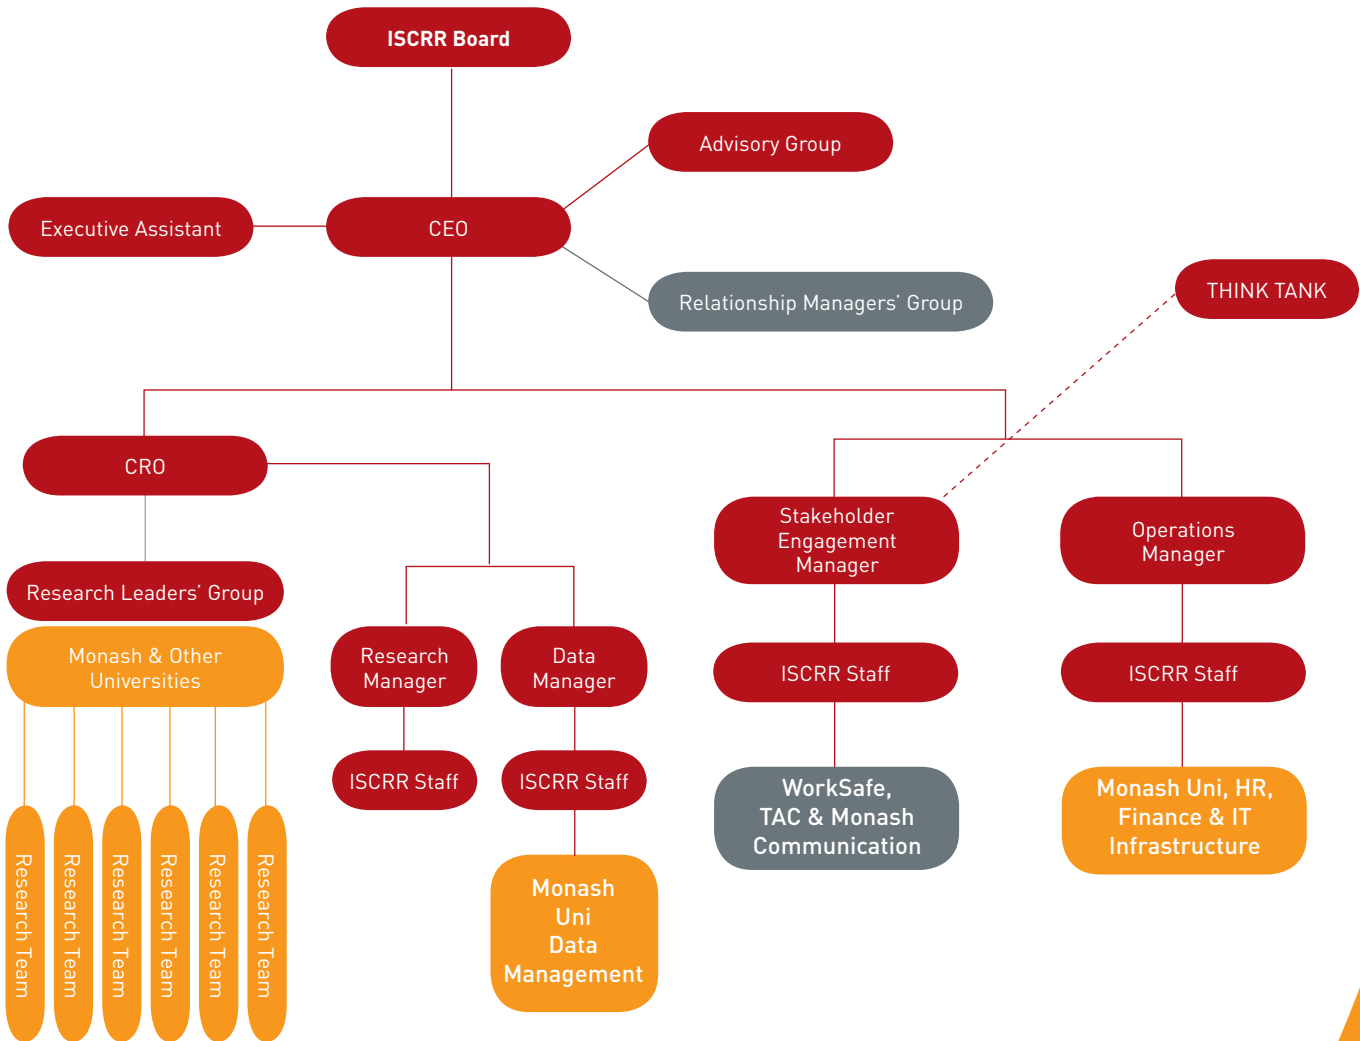 ISCRR Board
Advisory Group
Executive Assistant
CEO
Relationship Managers’ Group
THINK TANK
CRO
Stakeholder
Engagement
Manager
Operations
Manager
Research Leaders’ Group
Monash & Other
Universities
Research
Manager
Data
Manager
ISCRR Staff
ISCRR Staff
ISCRR Staff
ISCRR Staff
WorkSafe,
TAC & Monash
Communication
Monash Uni, HR,
Finance & IT
Infrastructure
Research Team
Research Team
Research Team
Research Team
Research Team
Research Team
Monash
Uni
Data
Management